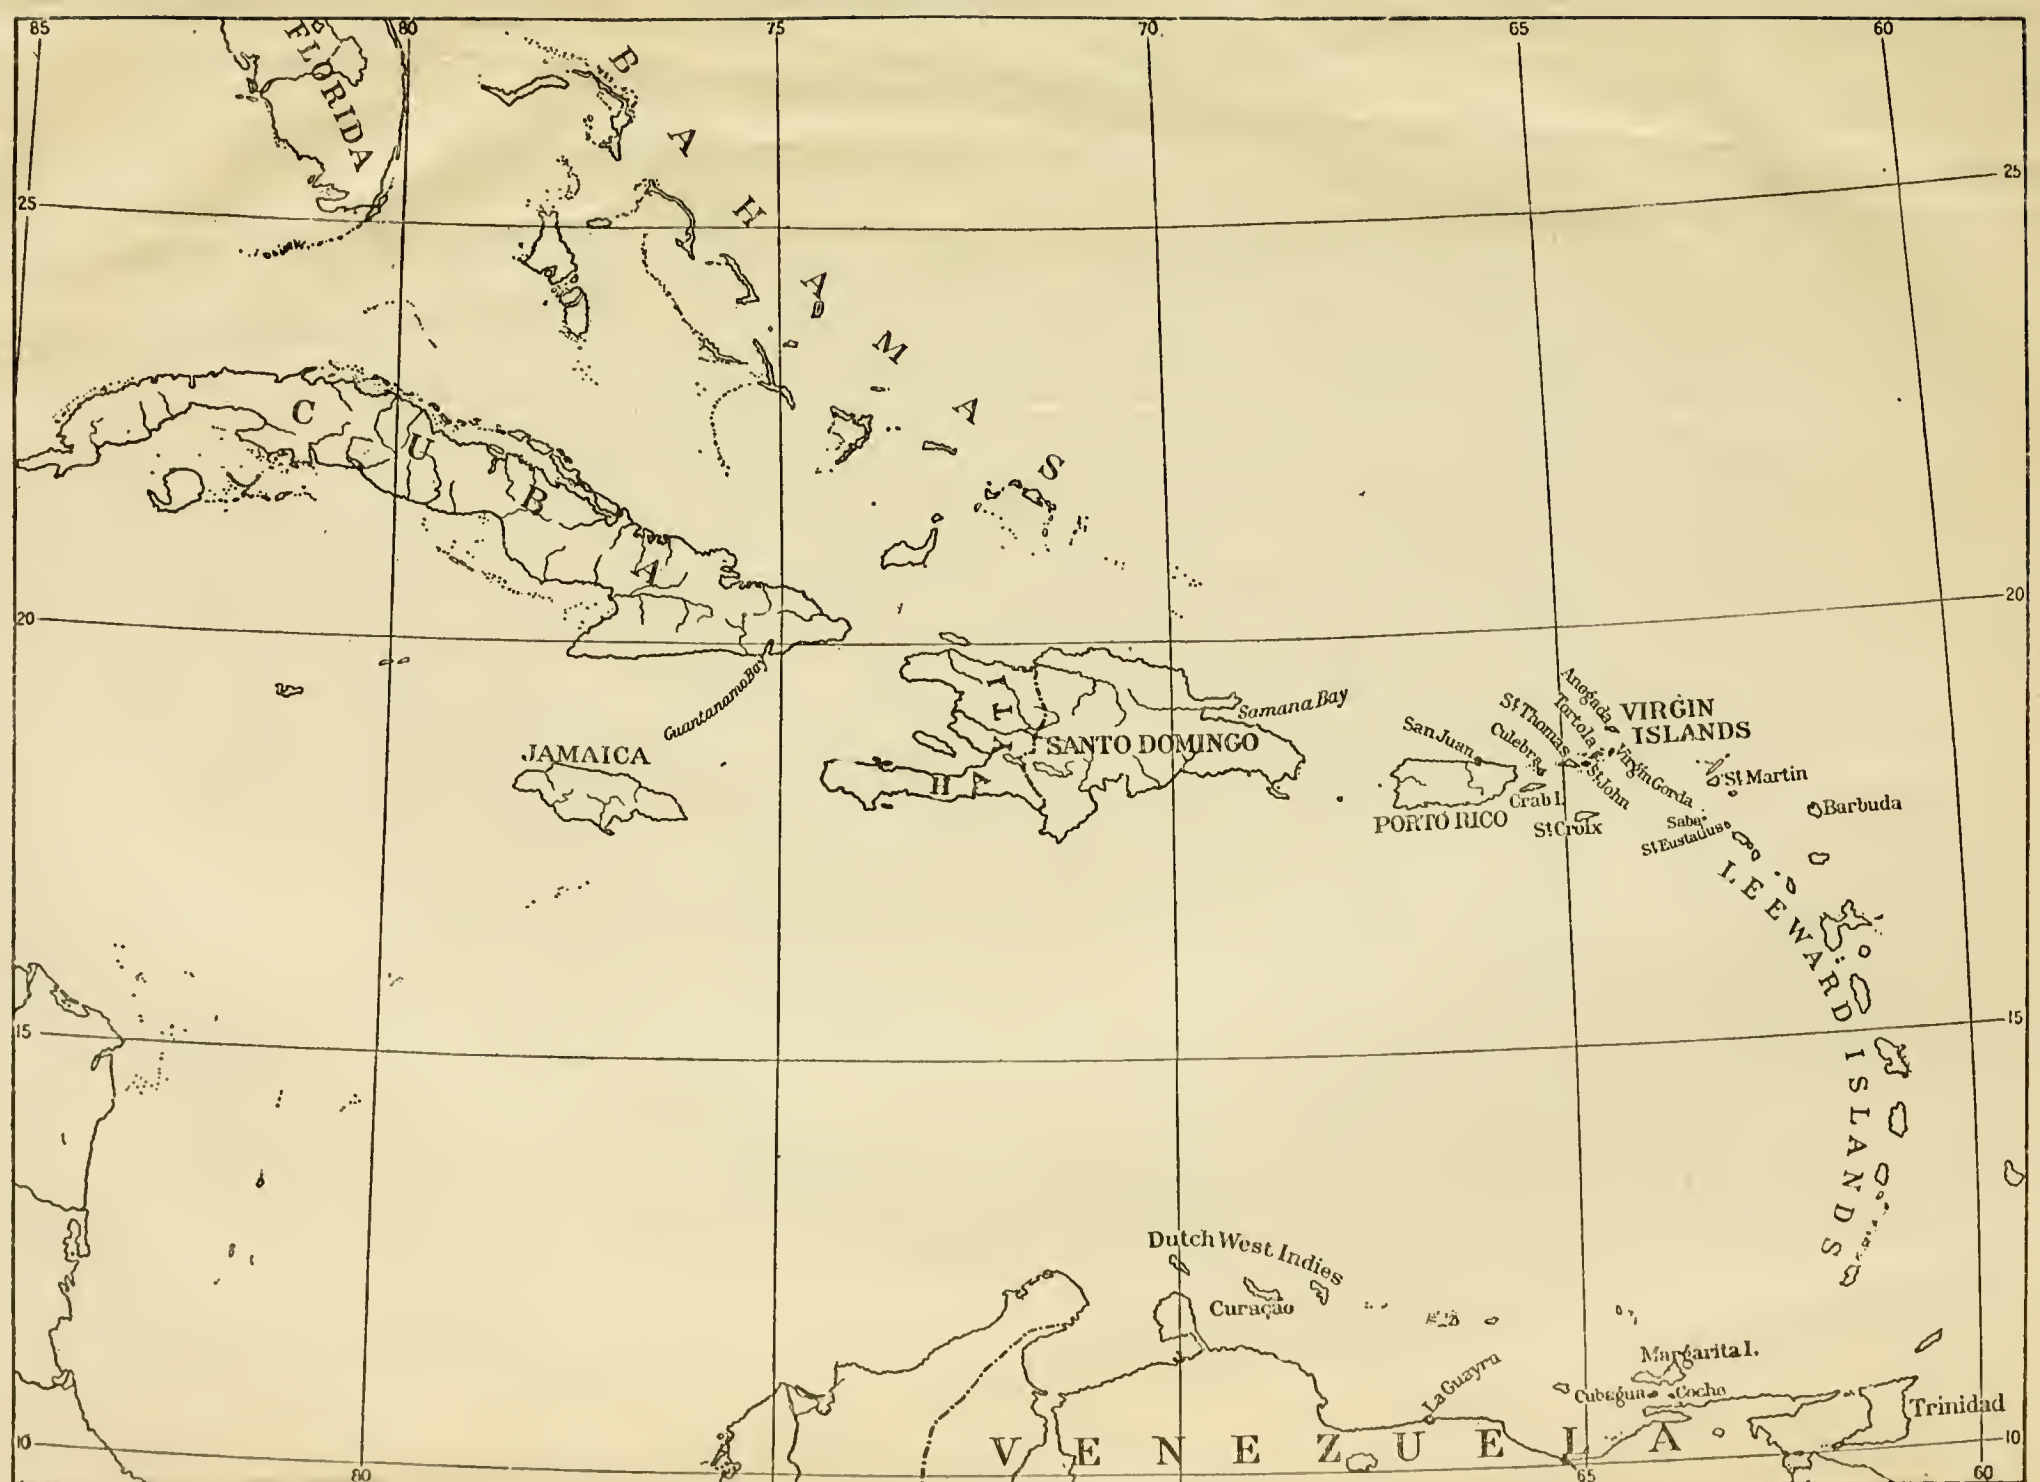 85 80 75 70 65 60
FLORIDA
BAHAMAS
25 25
CUBA
20 20
Guantanamo Bay
JAMAICA
HAITI
SANTO DOMINGO
Samana Bay
Anogada
Tortola
St. Thomas
Culebra
San Juan
VIRGIN
ISLANDS
Virgin Gorda
St. John
Crab I.
PORTO RICO
St. Croix
St. Martin
Barbuda
Saba
St. Eustatius
LEEWARD ISLANDS
15 15
Dutch West Indies
Curaçao
La Guayra
Margarita I.
Cubagua
Coche
Trinidad
VENEZUELA
10 10
80 65 60